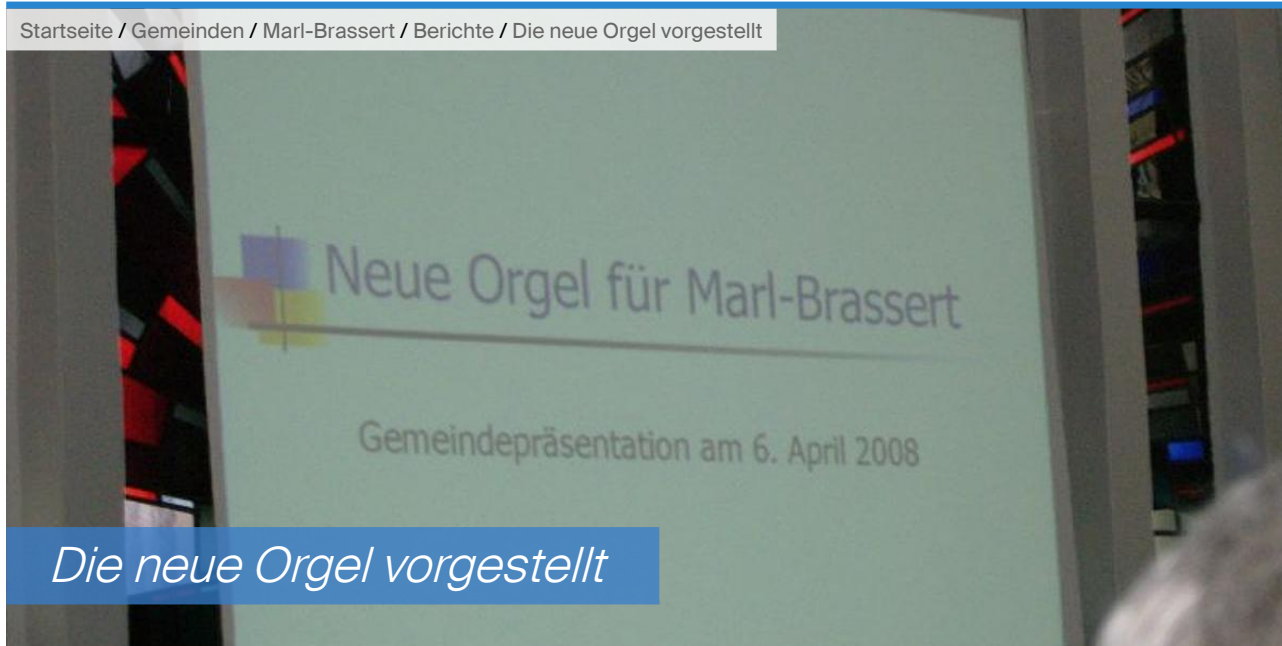 Startseite / Gemeinden / Marl-Brassert / Berichte / Die neue Orgel vorgestellt
Neue Orgel für Marl-Brassert
Gemeindepräsentation am 6. April 2008
Die neue Orgel vorgestellt